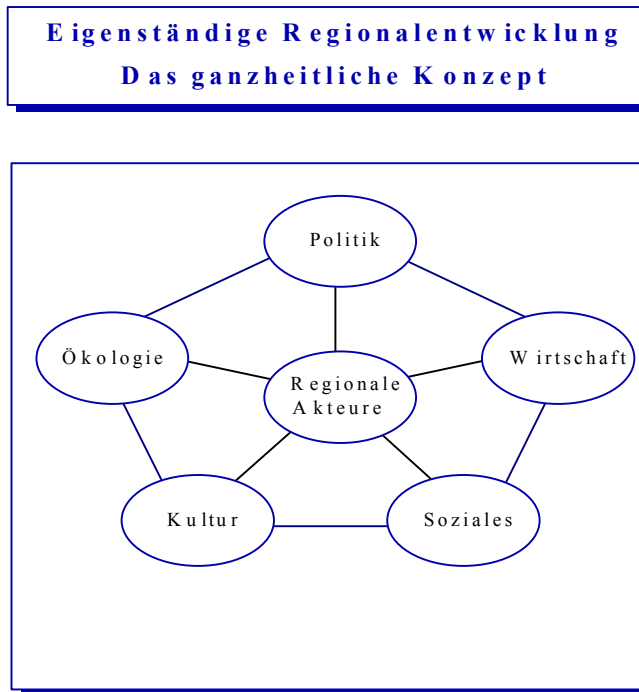 Eigenständige Regionalentwicklung
Das ganzheitliche Konzept
Politik
Ökologie
Wirtschaft
Regionale
Akteure
Kultur
Soziales